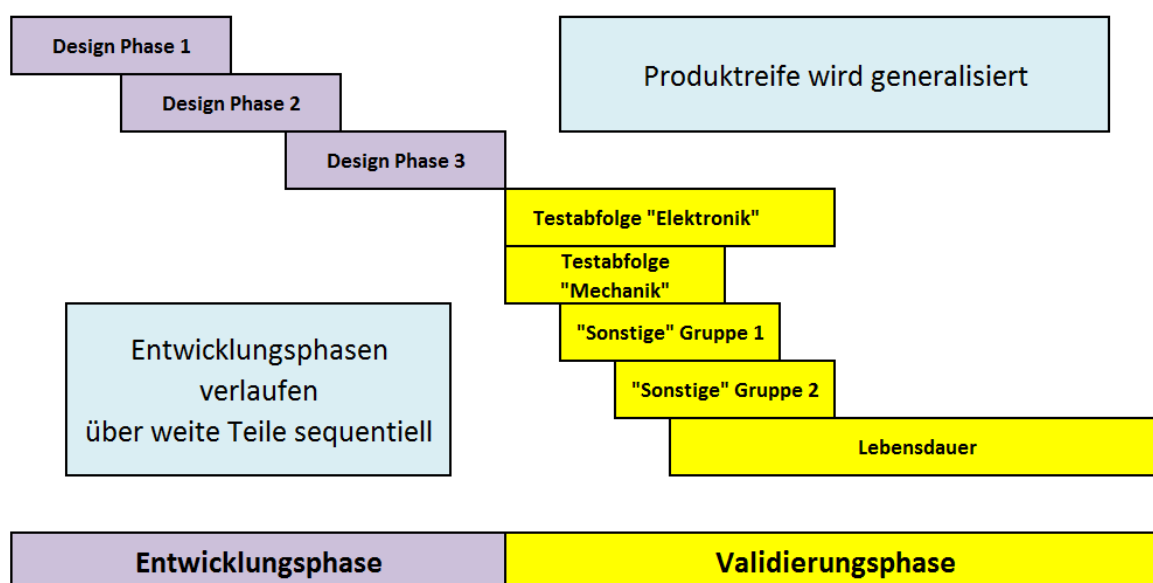 Design Phase 1
Produktreife wird generalisiert
Design Phase 2
Design Phase 3
Testabfolge "Elektronik"
Testabfolge
"Mechanik"
Entwicklungsphasen
verlaufen
über weite Teile sequentiell
"Sonstige" Gruppe 1
"Sonstige" Gruppe 2
Lebensdauer
Entwicklungsphase
Validierungsphase